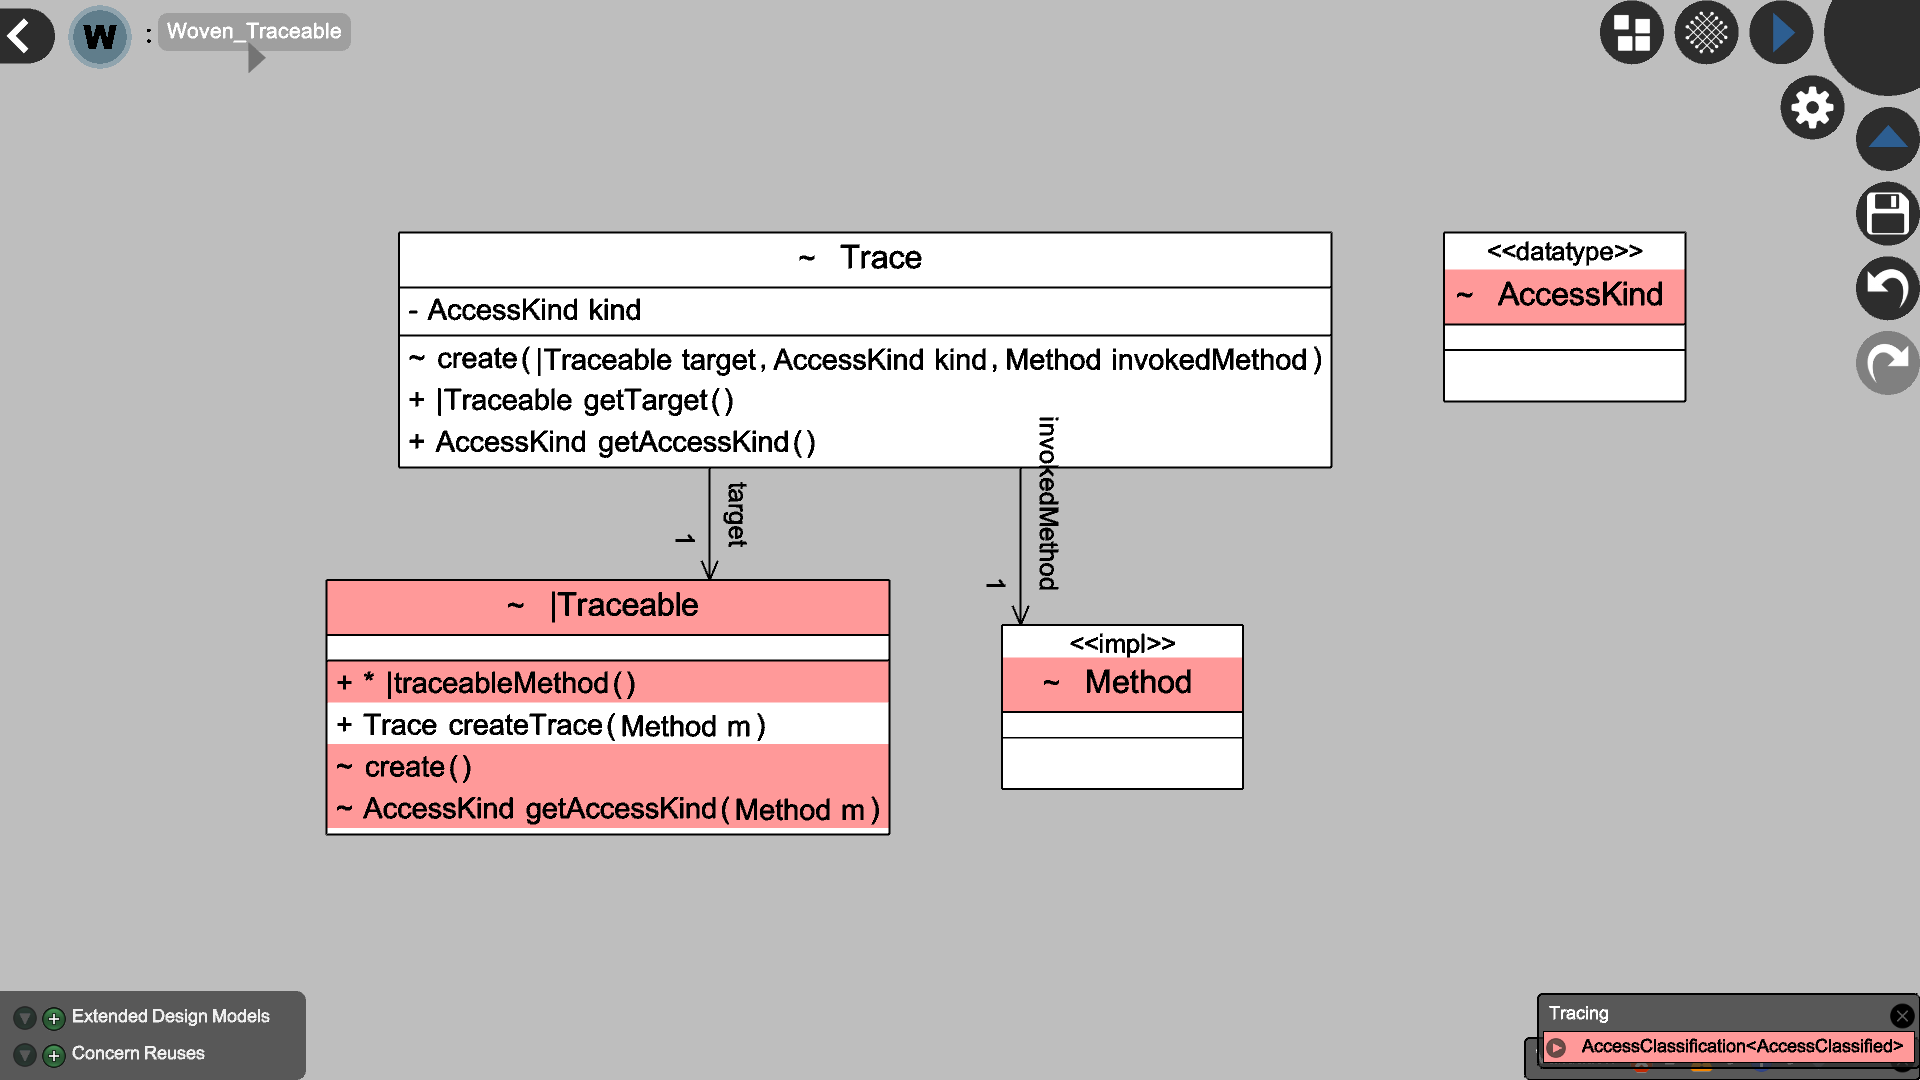 W : Woven_Traceable
~ Trace
- AccessKind kind
~ create(|Traceable target, AccessKind kind, Method invokedMethod)
+ |Traceable getTarget()
+ AccessKind getAccessKind()
<<datatype>>
~ AccessKind
target
1
invokedMethod
1
~ |Traceable
+ * |traceableMethod()
+ Trace createTrace(Method m)
~ create()
~ AccessKind getAccessKind(Method m)
<<impl>>
~ Method
Extended Design Models
Concern Reuses
Tracing
AccessClassification<AccessClassified>